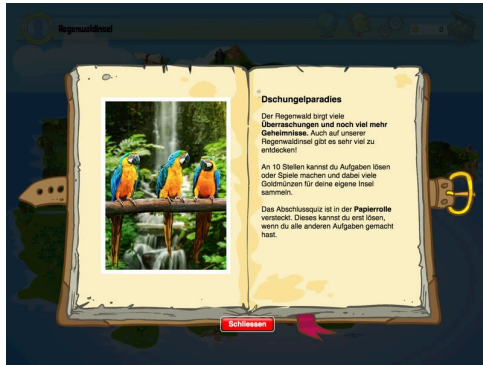 Regenwaldinsel
0
Dschungelparadies
Der Regenwald birgt viele
Überraschungen und noch viel mehr
Geheimnisse. Auch auf unserer
Regenwaldinsel gibt es sehr viel zu
entdecken!
An 10 Stellen kannst du Aufgaben lösen
oder Spiele machen und dabei viele
Goldmünzen für deine eigene Insel
sammeln.
Das Abschlussquiz ist in der Papierrolle
versteckt. Dieses kannst du erst lösen,
wenn du alle anderen Aufgaben gemacht
hast.
Schliessen